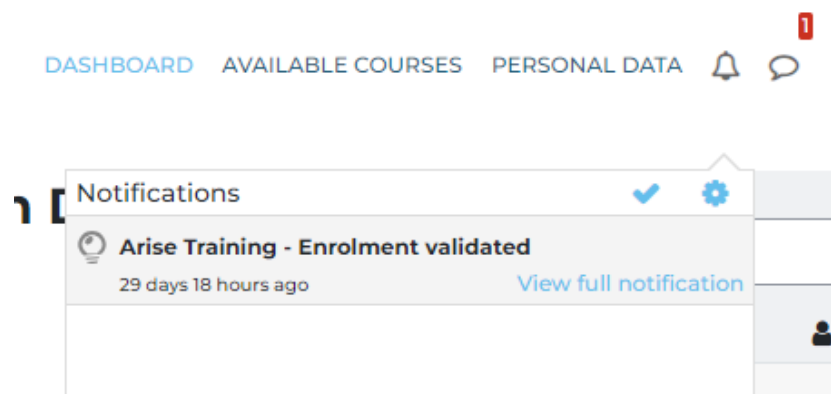 1
DASHBOARD AVAILABLE COURSES PERSONAL DATA
Notifications
Arise Training - Enrolment validated
29 days 18 hours ago View full notification